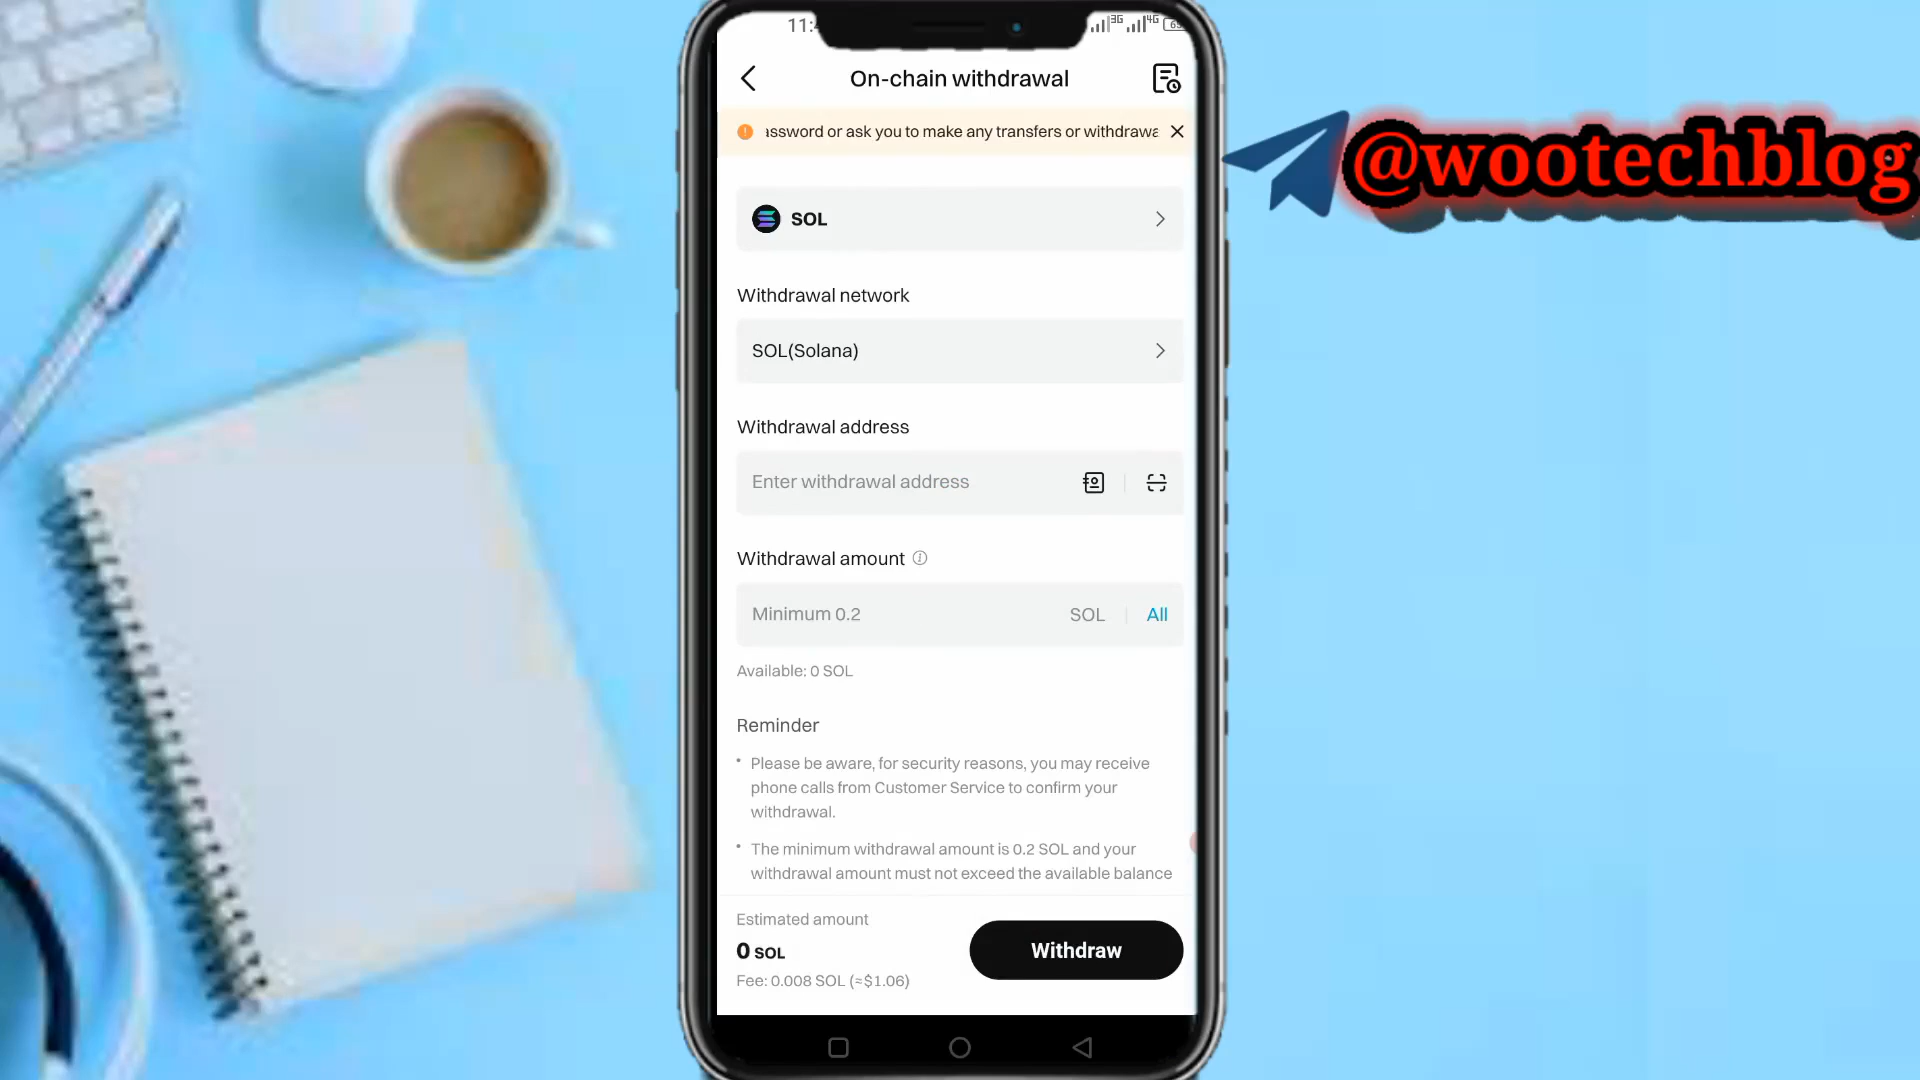 11:4
3G 4G
On-chain withdrawal
assword or ask you to make any transfers or withdrawa
SOL
Withdrawal network
SOL(Solana)
Withdrawal address
Enter withdrawal address
Withdrawal amount
Minimum 0.2 SOL All
Available: 0 SOL
Reminder
• Please be aware, for security reasons, you may receive
phone calls from Customer Service to confirm your
withdrawal.
• The minimum withdrawal amount is 0.2 SOL and your
withdrawal amount must not exceed the available balance
Estimated amount
0 SOL
Fee: 0.008 SOL (≈$1.06)
Withdraw
@wootechblog